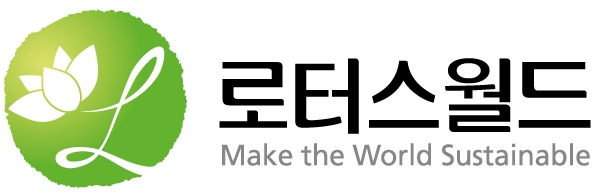 L
로터스월드
Make the World Sustainable